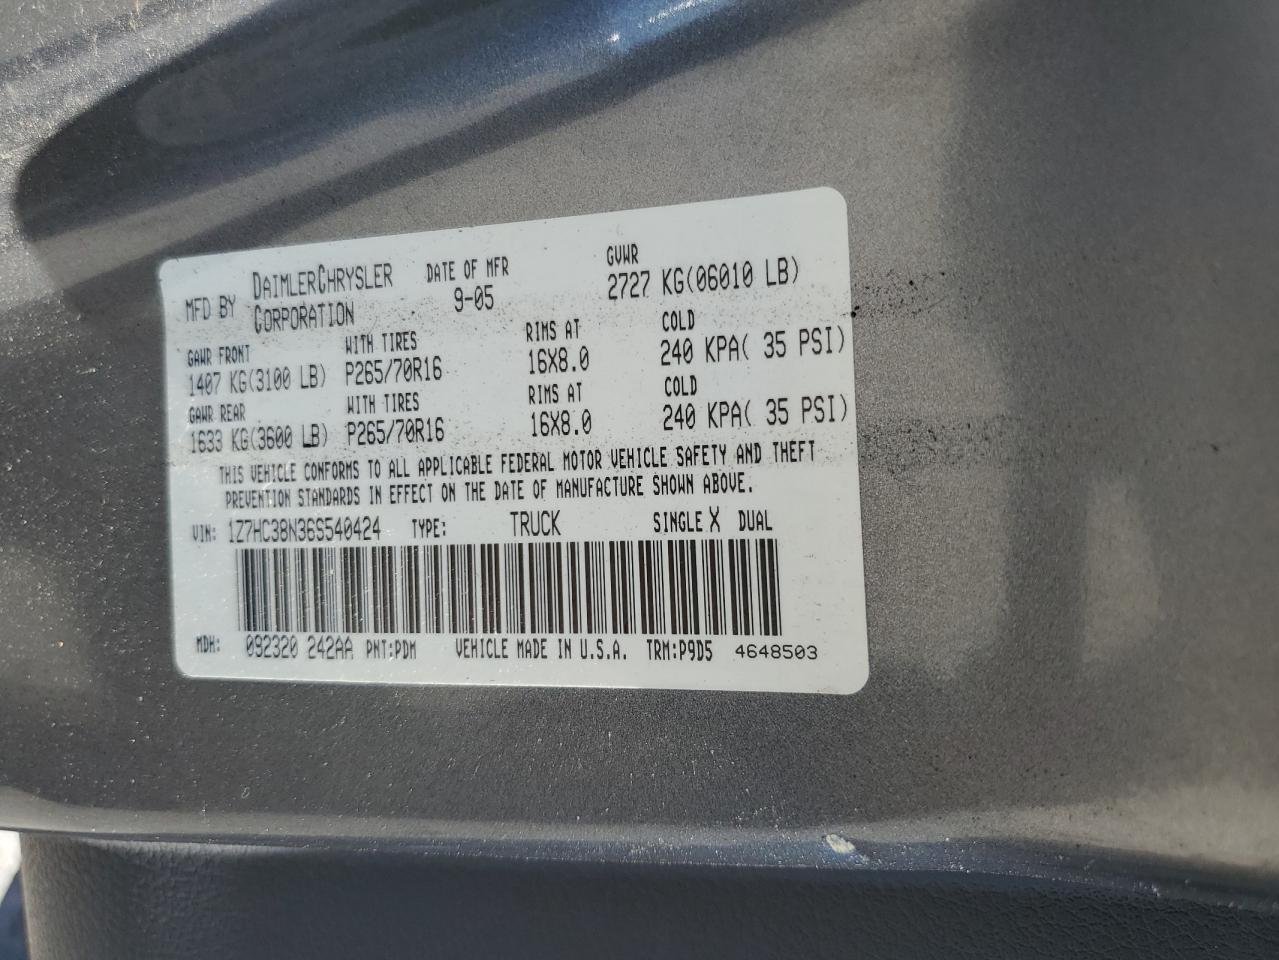 MFD BY DAIMLERCHRYSLER CORPORATION DATE OF MFR 9-05 GVWR 2727 KG(06010 LB)
GAWR FRONT WITH TIRES RIMS AT COLD
1407 KG(3100 LB) P265/70R16 16X8.0 240 KPA( 35 PSI)
GAWR REAR WITH TIRES RIMS AT COLD
1633 KG(3600 LB) P265/70R16 16X8.0 240 KPA( 35 PSI)
THIS VEHICLE CONFORMS TO ALL APPLICABLE FEDERAL MOTOR VEHICLE SAFETY AND THEFT
PREVENTION STANDARDS IN EFFECT ON THE DATE OF MANUFACTURE SHOWN ABOVE.
VIN: 1Z7HC38N36S540424 TYPE: TRUCK SINGLE X DUAL
MDH: 092320 242AA PNT:PDM VEHICLE MADE IN U.S.A. TRM:P9D5 4648503